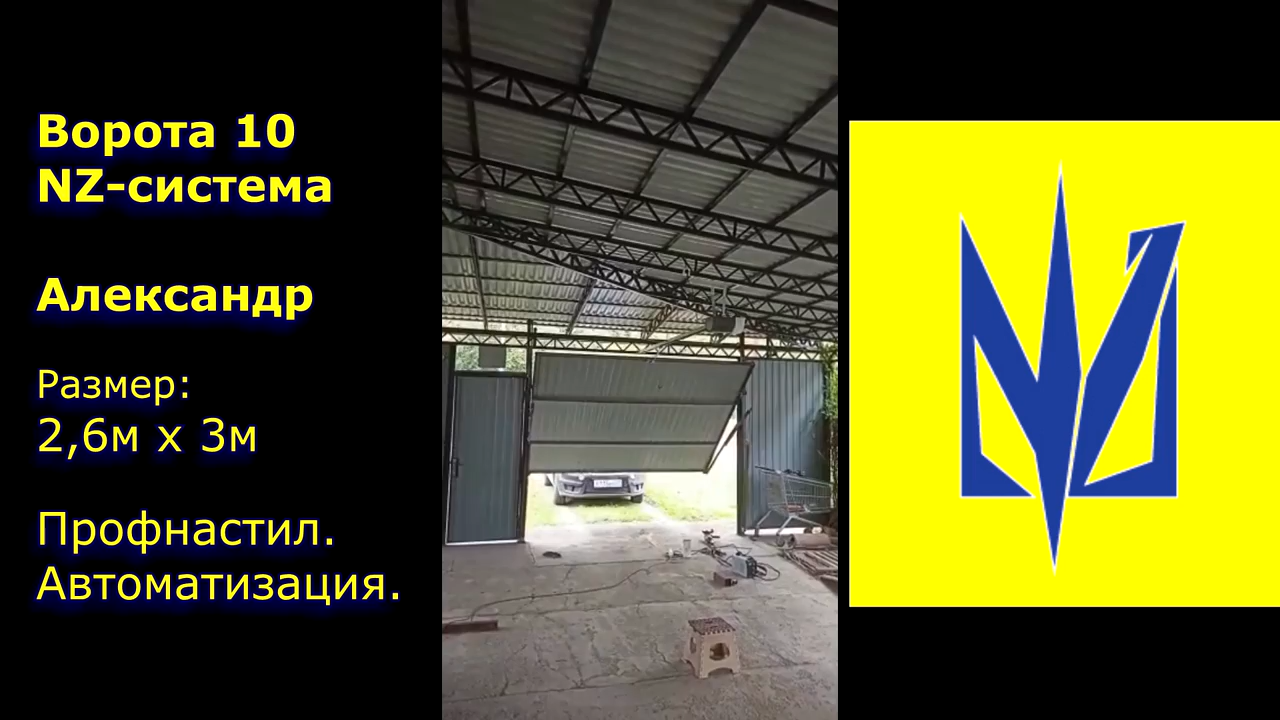 Ворота 10
NZ-система
Александр
Размер:
2,6м х 3м
Профнастил.
Автоматизация.